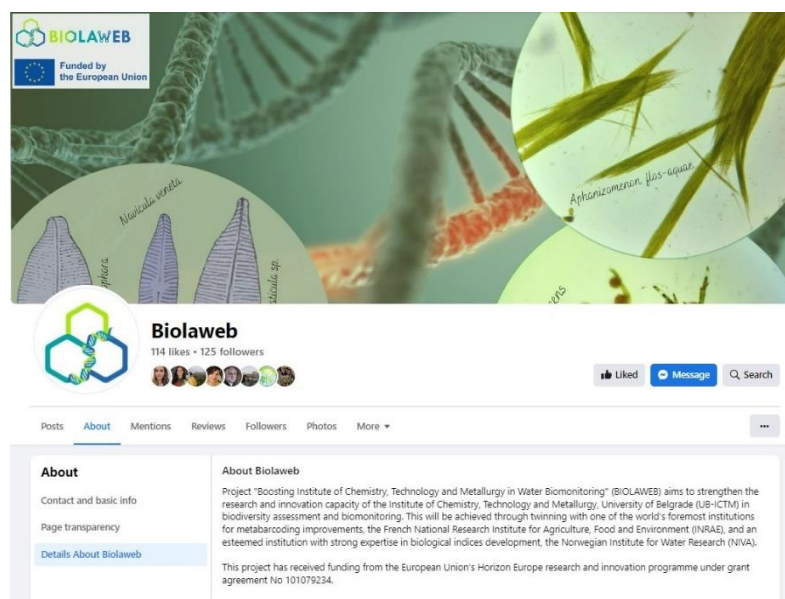 BIOLAWEB
Funded by
the European Union
Navicula veneta
Aphanizomenon flos-aquae
Biolaweb
114 likes • 125 followers
Liked
Message
Search
Posts
About
Mentions
Reviews
Followers
Photos
More
About
Contact and basic info
Page transparency
Details About Biolaweb
About Biolaweb
Project "Boosting Institute of Chemistry, Technology and Metallurgy in Water Biomonitoring" (BIOLAWEB) aims to strengthen the
research and innovation capacity of the Institute of Chemistry, Technology and Metallurgy, University of Belgrade (UB-ICTM) in
biodiversity assessment and biomonitoring. This will be achieved through twinning with one of the world's foremost institutions
for metabarcoding improvements, the French National Research Institute for Agriculture, Food and Environment (INRAE), and an
esteemed institution with strong expertise in biological indices development, the Norwegian Institute for Water Research (NIVA).
This project has received funding from the European Union's Horizon Europe research and innovation programme under grant
agreement No 101079234.